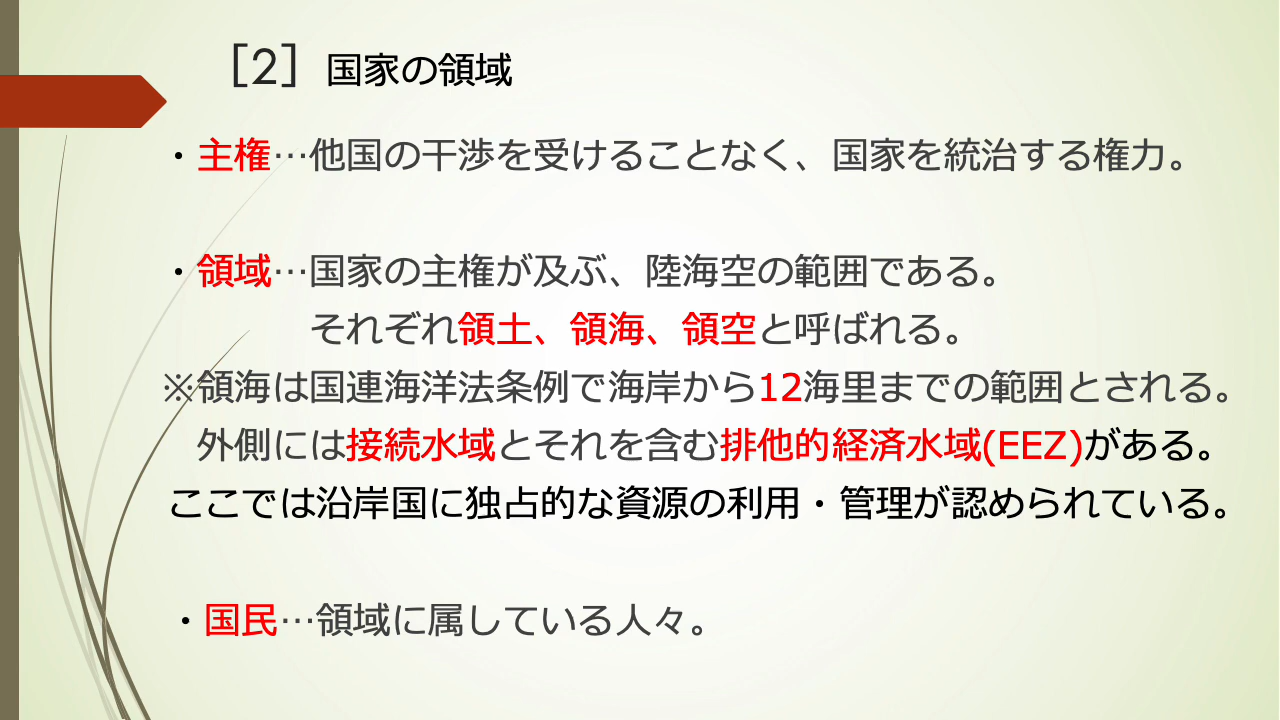 ［2］国家の領域
・主権…他国の干渉を受けることなく、国家を統治する権力。
・領域…国家の主権が及ぶ、陸海空の範囲である。
それぞれ領土、領海、領空と呼ばれる。
※領海は国連海洋法条例で海岸から12海里までの範囲とされる。
外側には接続水域とそれを含む排他的経済水域(EEZ)がある。
ここでは沿岸国に独占的な資源の利用・管理が認められている。
・国民…領域に属している人々。